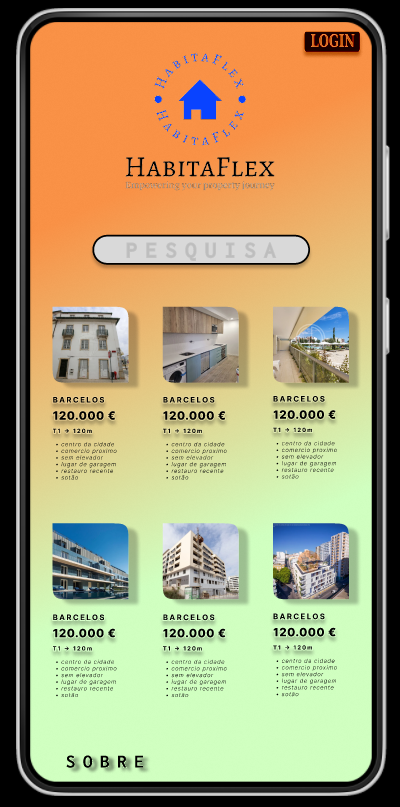 LOGIN
HABITAFLEX
HABITAFLEX
HABITAFLEX
Empowering your property agency
PESQUISA
BARCELOS
120.000 €
T1 → 120m
• centro da cidade
• comercio proximo
• sem elevador
• lugar de garagem
• restauro recente
• sotão
BARCELOS
120.000 €
T1 → 120m
• centro da cidade
• comercio proximo
• sem elevador
• lugar de garagem
• restauro recente
• sotão
BARCELOS
120.000 €
T1 → 120m
• centro da cidade
• comercio proximo
• sem elevador
• lugar de garagem
• restauro recente
• sotão
BARCELOS
120.000 €
T1 → 120m
• centro da cidade
• comercio proximo
• sem elevador
• lugar de garagem
• restauro recente
• sotão
BARCELOS
120.000 €
T1 → 120m
• centro da cidade
• comercio proximo
• sem elevador
• lugar de garagem
• restauro recente
• sotão
BARCELOS
120.000 €
T1 → 120m
• centro da cidade
• comercio proximo
• sem elevador
• lugar de garagem
• restauro recente
• sotão
SOBRE